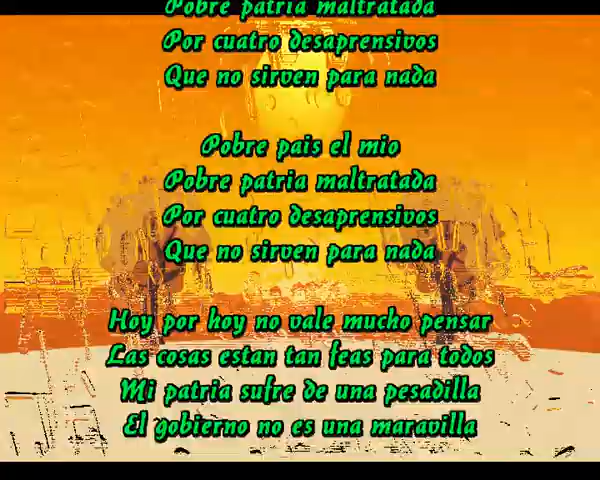 Pobre patria maltratada
Por cuatro desaprensivos
Que no sirven para nada
Pobre pais el mio
Pobre patria maltratada
Por cuatro desaprensivos
Que no sirven para nada
Hoy por hoy no vale mucho pensar
Las cosas estan tan feas para todos
Mi patria sufre de una pesadilla
El gobierno no es una maravilla